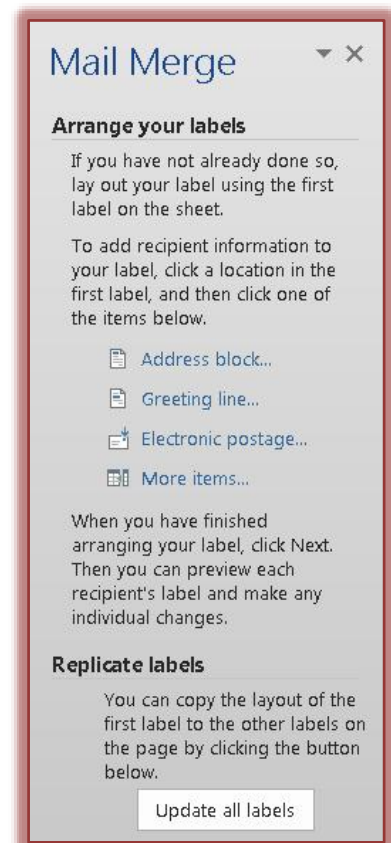 Mail Merge
Arrange your labels
If you have not already done so,
lay out your label using the first
label on the sheet.
To add recipient information to
your label, click a location in the
first label, and then click one of
the items below.
Address block...
Greeting line...
Electronic postage...
More items...
When you have finished
arranging your label, click Next.
Then you can preview each
recipient's label and make any
individual changes.
Replicate labels
You can copy the layout of the
first label to the other labels on
the page by clicking the button
below.
Update all labels